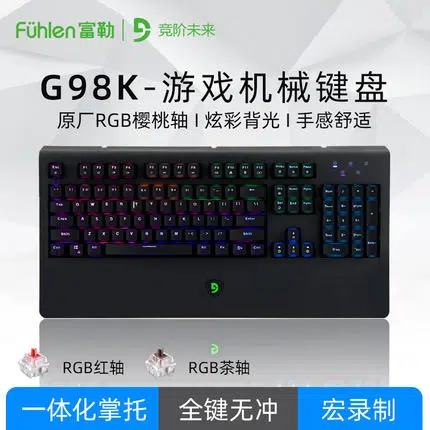 Fühlen富勒 竞阶未来
G98K-游戏机械键盘
原厂RGB樱桃轴 | 炫彩背光 | 手感舒适
RGB红轴 RGB茶轴
一体化掌托 全键无冲 宏录制